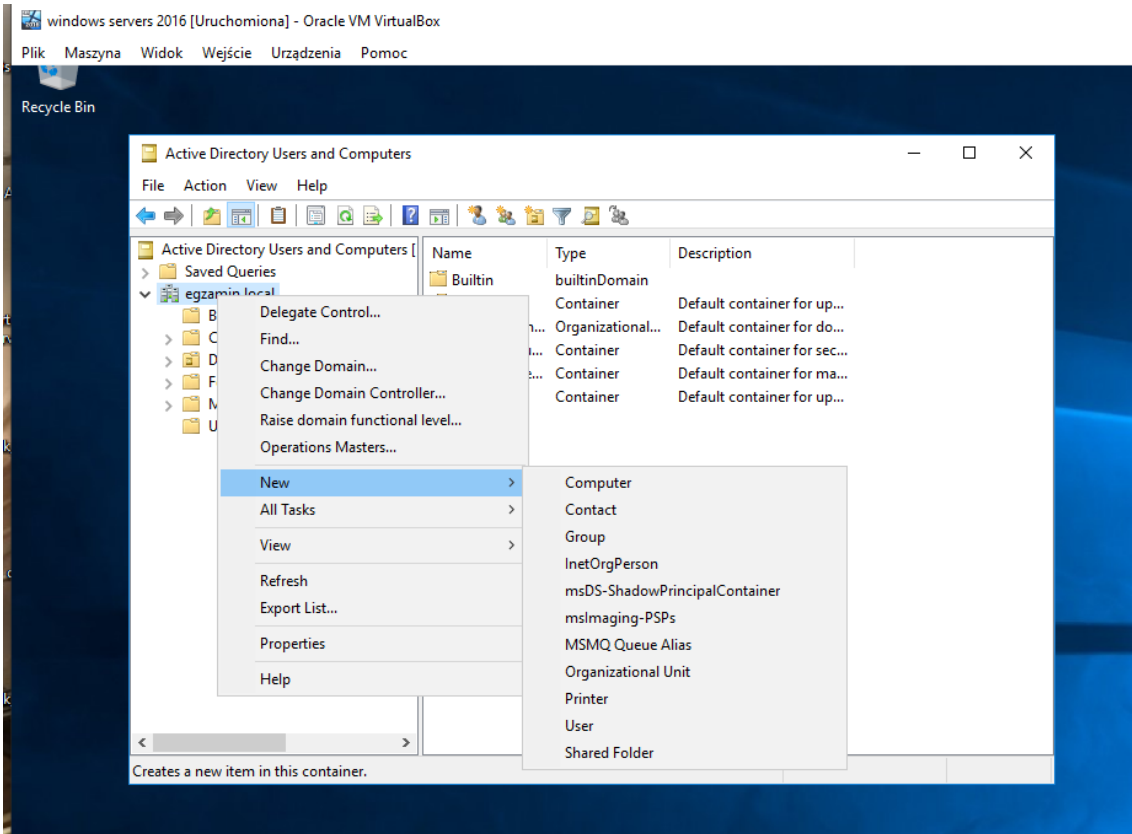 windows servers 2016 [Uruchomiona] - Oracle VM VirtualBox
Plik Maszyna Widok Wejście Urządzenia Pomoc
Recycle Bin
Active Directory Users and Computers
File Action View Help
Active Directory Users and Computers [
Saved Queries
egzamin.local
B
C
D
F
M
U
Name Type Description
Builtin builtinDomain
Container Default container for up...
n... Organizational... Default container for do...
... Container Default container for sec...
... Container Default container for ma...
Container Default container for up...
Delegate Control...
Find...
Change Domain...
Change Domain Controller...
Raise domain functional level...
Operations Masters...
New
All Tasks
View
Refresh
Export List...
Properties
Help
Computer
Contact
Group
InetOrgPerson
msDS-ShadowPrincipalContainer
msImaging-PSPs
MSMQ Queue Alias
Organizational Unit
Printer
User
Shared Folder
Creates a new item in this container.